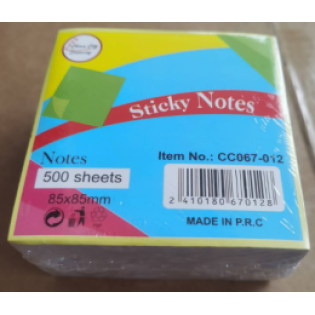 Sticky Notes
Notes
Item No.: CC067-012
500 sheets
85x85mm
2 410180 670128
MADE IN P.R.C